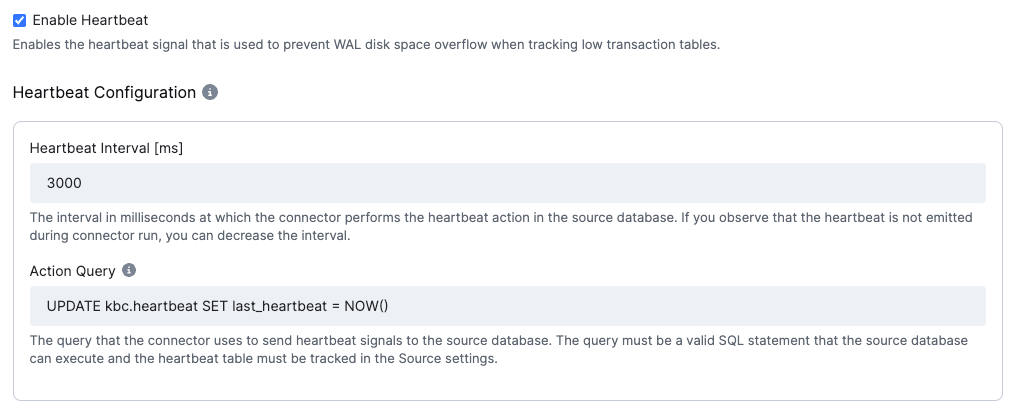 Enable Heartbeat
Enables the heartbeat signal that is used to prevent WAL disk space overflow when tracking low transaction tables.
Heartbeat Configuration
Heartbeat Interval [ms]
3000
The interval in milliseconds at which the connector performs the heartbeat action in the source database. If you observe that the heartbeat is not emitted
during connector run, you can decrease the interval.
Action Query
UPDATE kbc.heartbeat SET last_heartbeat = NOW()
The query that the connector uses to send heartbeat signals to the source database. The query must be a valid SQL statement that the source database
can execute and the heartbeat table must be tracked in the Source settings.